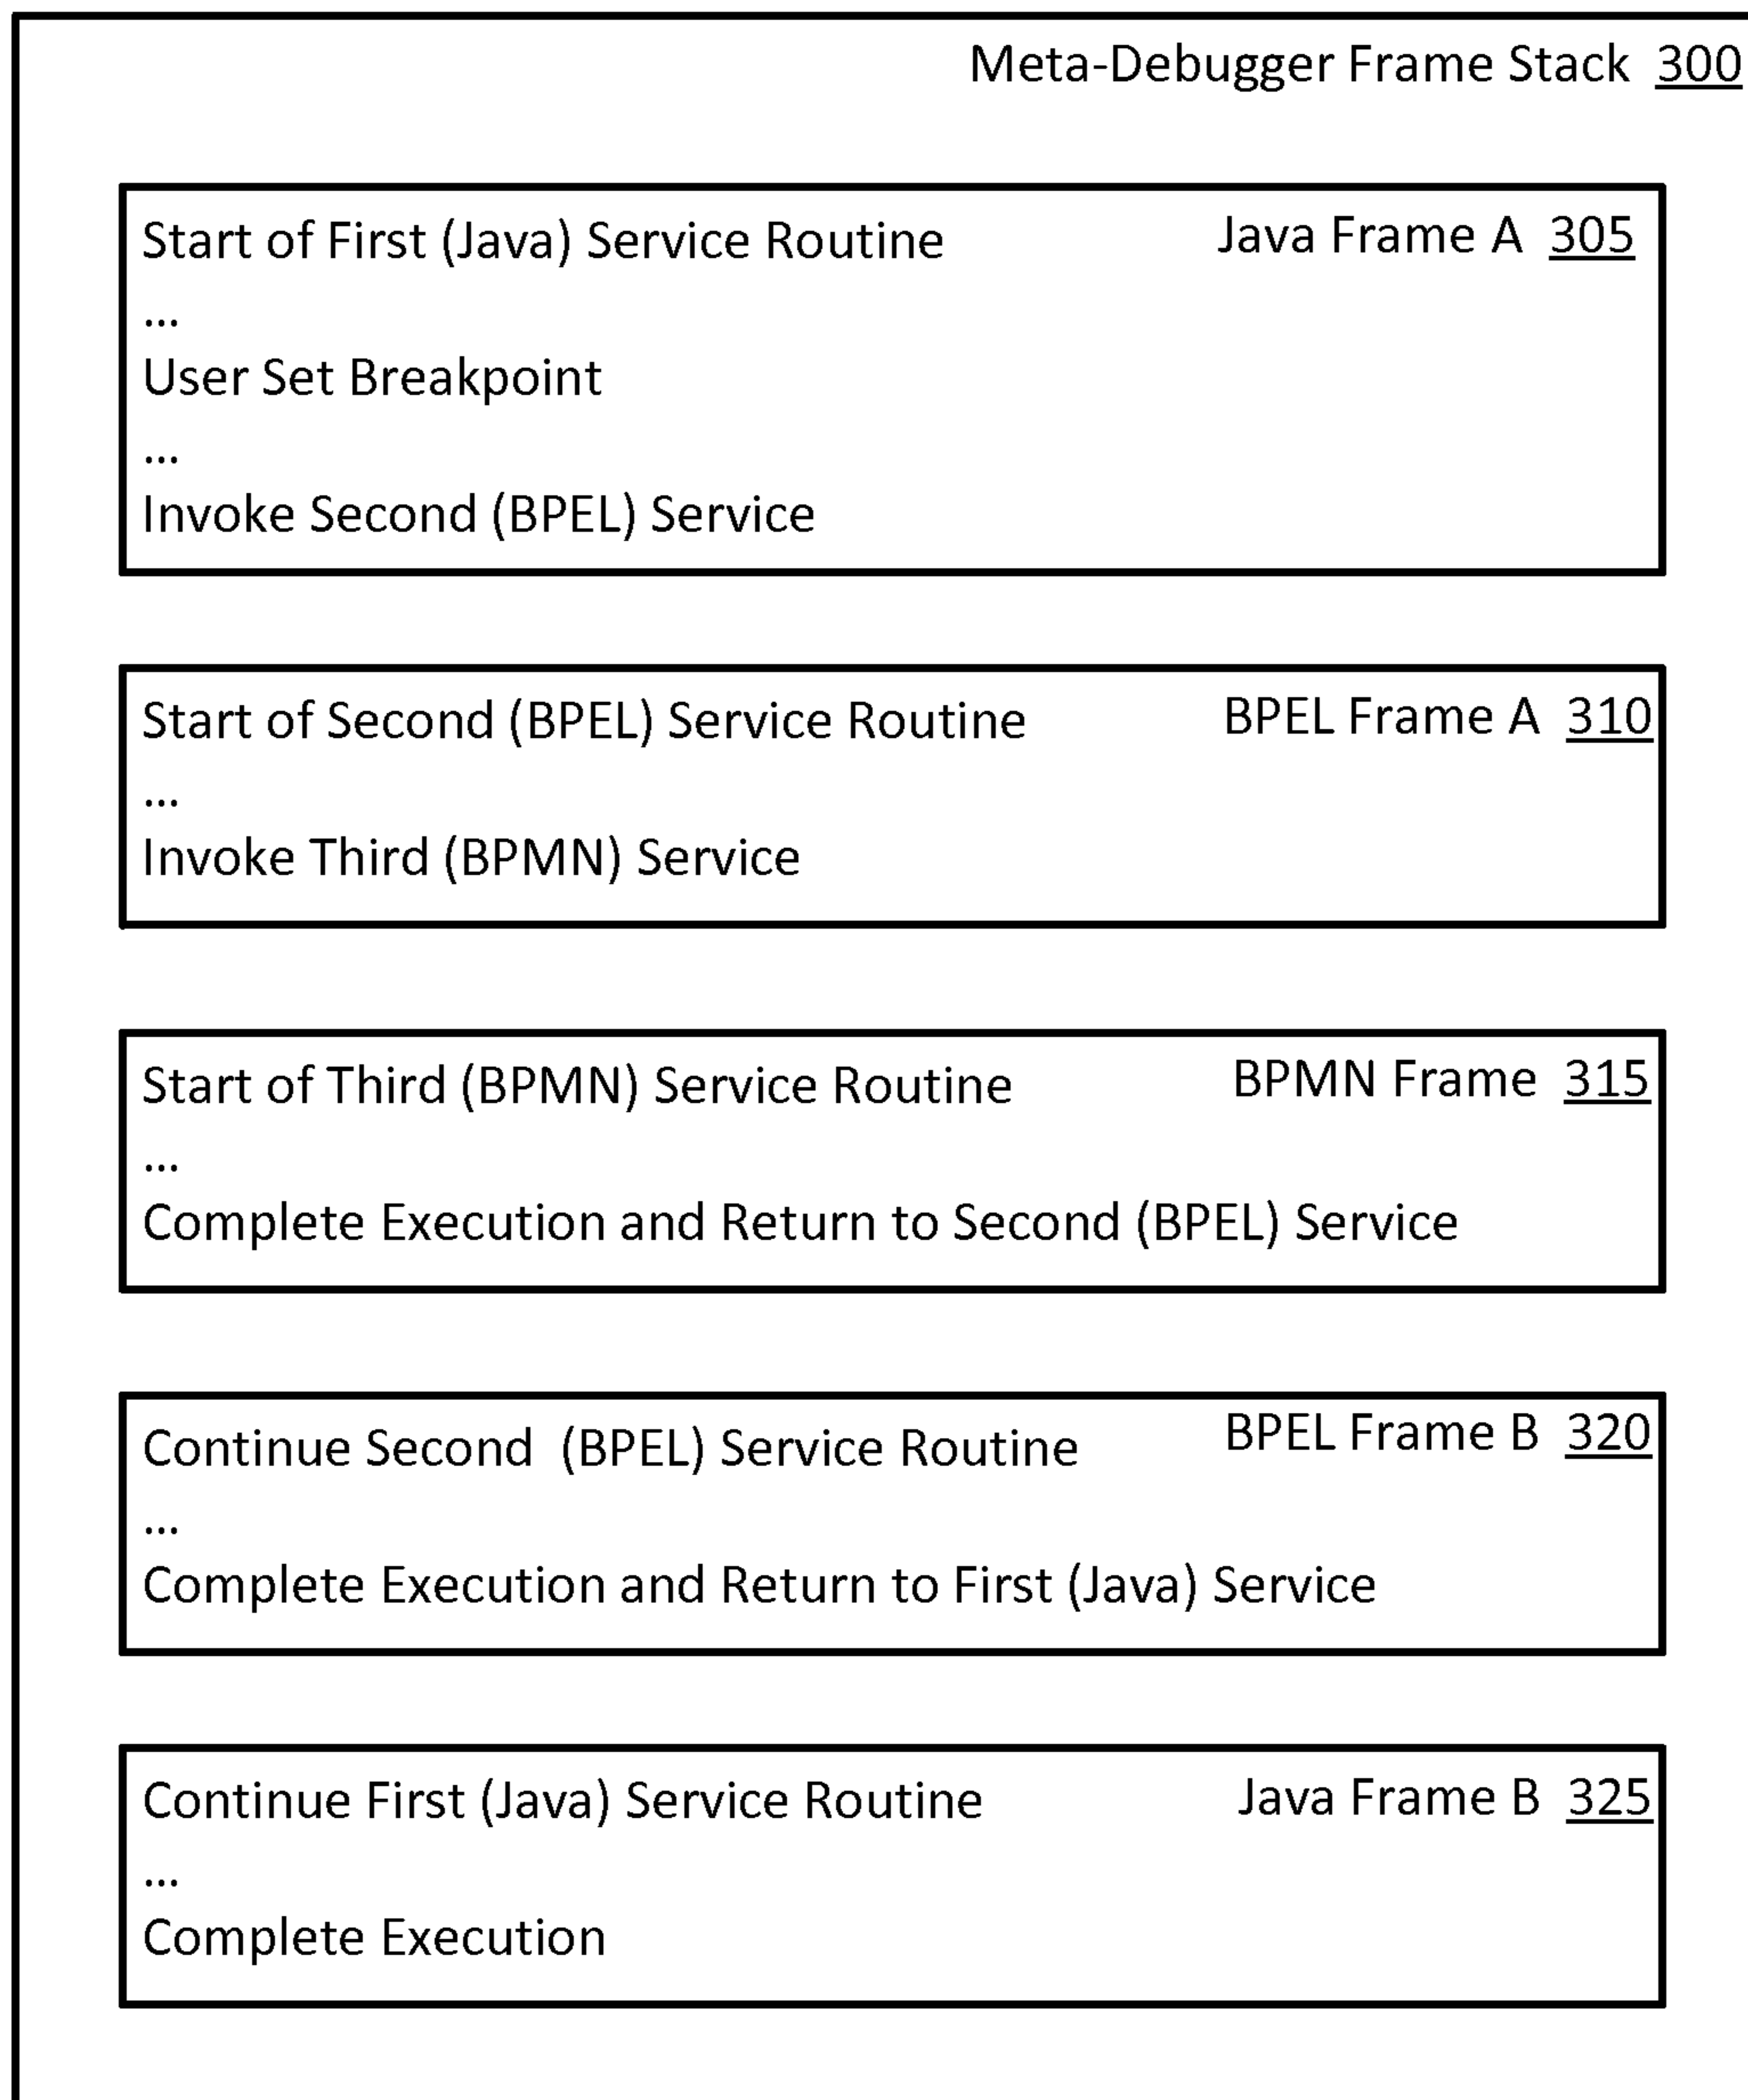 Meta-Debugger Frame Stack 300
Start of First (Java) Service Routine Java Frame A 305
...
User Set Breakpoint
...
Invoke Second (BPEL) Service
Start of Second (BPEL) Service Routine BPEL Frame A 310
...
Invoke Third (BPMN) Service
Start of Third (BPMN) Service Routine BPMN Frame 315
...
Complete Execution and Return to Second (BPEL) Service
Continue Second (BPEL) Service Routine BPEL Frame B 320
...
Complete Execution and Return to First (Java) Service
Continue First (Java) Service Routine Java Frame B 325
...
Complete Execution